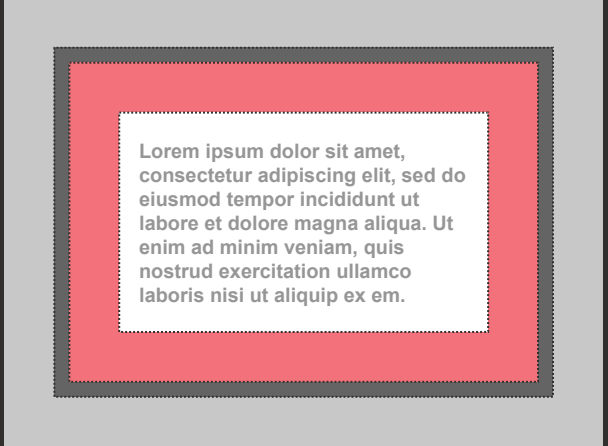 Lorem ipsum dolor sit amet,
consectetur adipiscing elit, sed do
eiusmod tempor incididunt ut
labore et dolore magna aliqua. Ut
enim ad minim veniam, quis
nostrud exercitation ullamco
laboris nisi ut aliquip ex em.